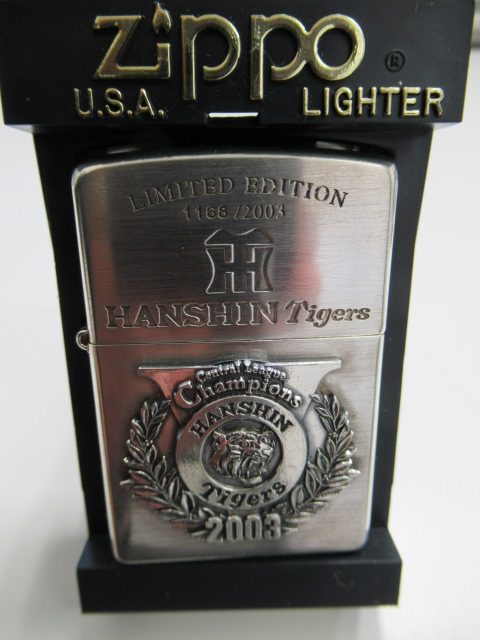 Zippo ®
U.S.A. LIGHTER
LIMITED EDITION
1168 /2003
HANSHIN Tigers
Central League
Champions
HANSHIN
Tigers
2003